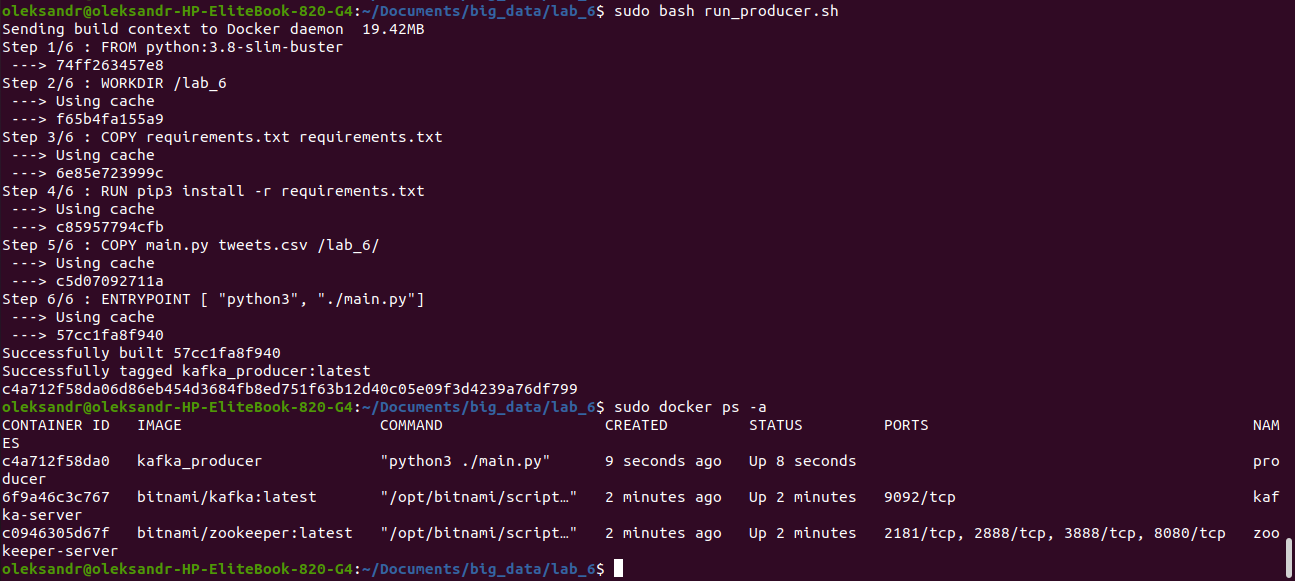 oleksandr@oleksandr-HP-EliteBook-820-G4:~/Documents/big_data/lab_6$ sudo bash run_producer.sh
Sending build context to Docker daemon  19.42MB
Step 1/6 : FROM python:3.8-slim-buster
 ---> 74ff263457e8
Step 2/6 : WORKDIR /lab_6
 ---> Using cache
 ---> f65b4fa155a9
Step 3/6 : COPY requirements.txt requirements.txt
 ---> Using cache
 ---> 6e85e723999c
Step 4/6 : RUN pip3 install -r requirements.txt
 ---> Using cache
 ---> c85957794cfb
Step 5/6 : COPY main.py tweets.csv /lab_6/
 ---> Using cache
 ---> c5d07092711a
Step 6/6 : ENTRYPOINT [ "python3", "./main.py"]
 ---> Using cache
 ---> 57cc1fa8f940
Successfully built 57cc1fa8f940
Successfully tagged kafka_producer:latest
c4a712f58da06d86eb454d3684fb8ed751f63b12d40c05e09f3d4239a76df799
oleksandr@oleksandr-HP-EliteBook-820-G4:~/Documents/big_data/lab_6$ sudo docker ps -a
CONTAINER ID   IMAGE                      COMMAND                  CREATED         STATUS         PORTS                                    NAM
ES
c4a712f58da0   kafka_producer             "python3 ./main.py"      9 seconds ago   Up 8 seconds                                            pro
ducer
6f9a46c3c767   bitnami/kafka:latest       "/opt/bitnami/script…"   2 minutes ago   Up 2 minutes   9092/tcp                                 kaf
ka-server
c0946305d67f   bitnami/zookeeper:latest   "/opt/bitnami/script…"   2 minutes ago   Up 2 minutes   2181/tcp, 2888/tcp, 3888/tcp, 8080/tcp   zoo
keeper-server
oleksandr@oleksandr-HP-EliteBook-820-G4:~/Documents/big_data/lab_6$